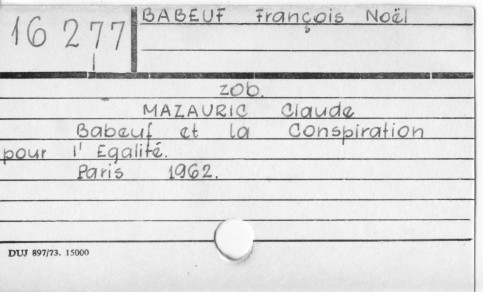 16 277
BABEUF François Noël
zob.
MAZAURIC Claude
Babeuf et la Conspiration
pour l'Egalité.
Paris 1962.
DUJ 897/73. 15000